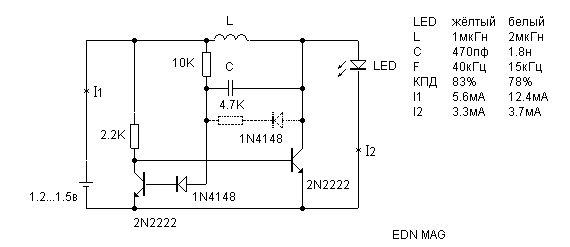 L
LED жёлтый белый
L 1мкГн 2мкГн
C 470пф 1.8н
F 40кГц 15кГц
КПД 83% 78%
I1 5.6мА 12.4мА
I2 3.3мА 3.7мА
10K
C
LED
I1
4.7K
2.2K
1N4148
I2
1.2...1.5в
1N4148
2N2222
2N2222
EDN MAG